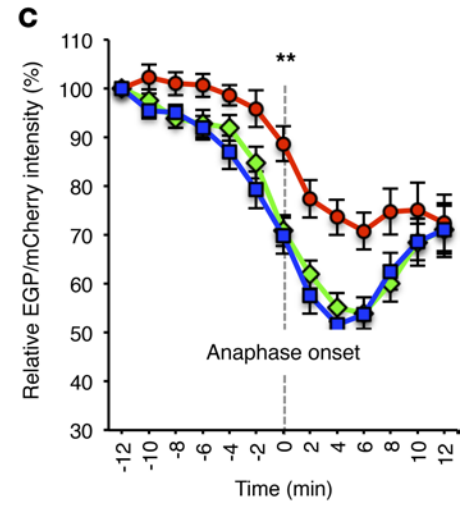 c
Relative EGP/mCherry intensity (%)
110
100
90
80
70
60
50
40
30
**
Anaphase onset
-12 -10 -8 -6 -4 -2 0 2 4 6 8 10 12
Time (min)